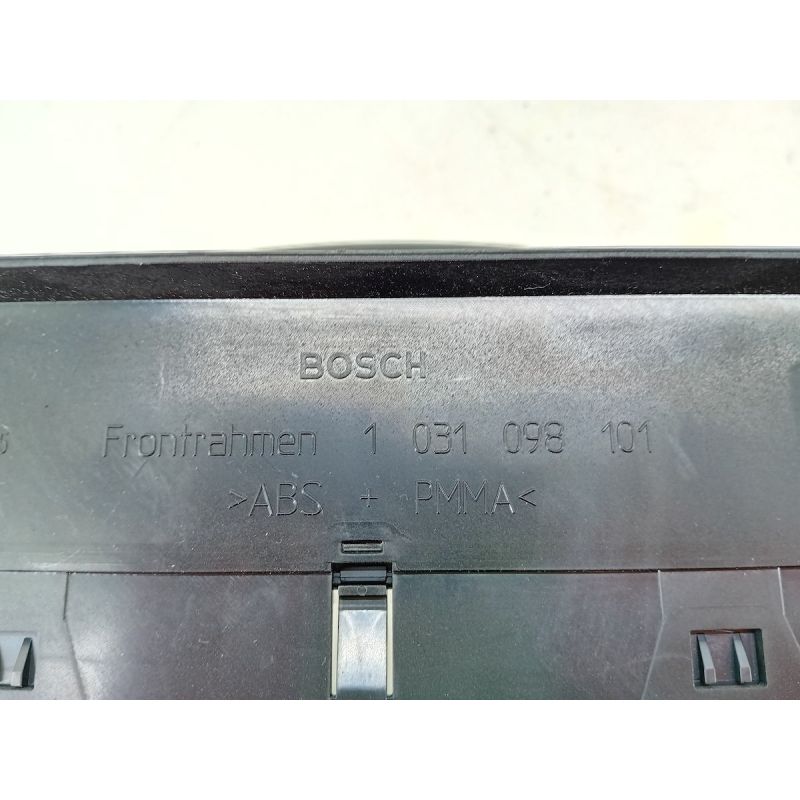 BOSCH
Frontrahmen 1 031 098 101
>ABS + PMMA<